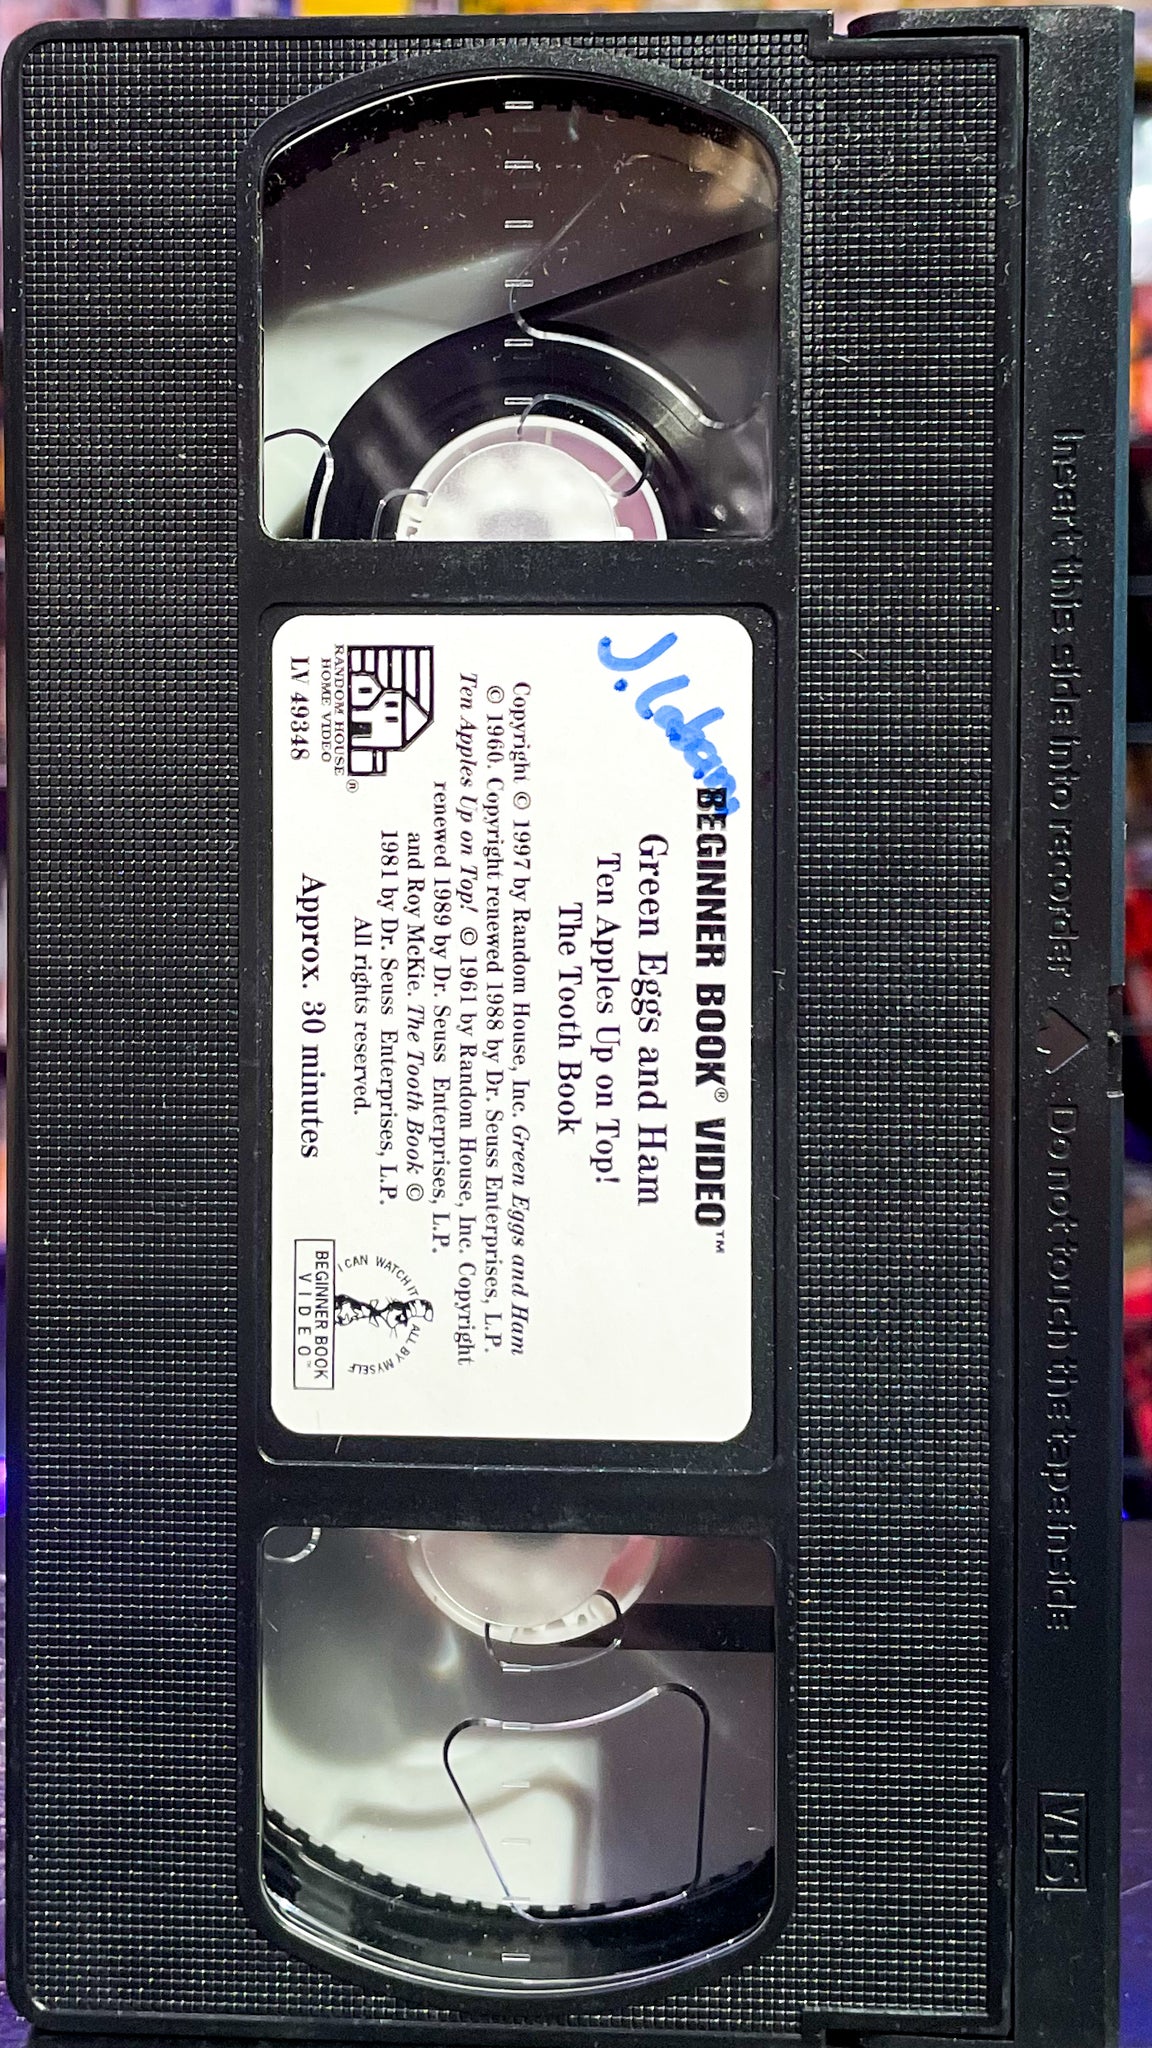 Insert this side into recorder
Do not touch the tape inside
VHS
J.
BEGINNER BOOK® VIDEO™
Green Eggs and Ham
Ten Apples Up on Top!
The Tooth Book
Copyright © 1997 by Random House, Inc. Green Eggs and Ham
© 1960. Copyright renewed 1988 by Dr. Seuss Enterprises, L.P.
Ten Apples Up on Top! © 1961 by Random House, Inc. Copyright
renewed 1989 by Dr. Seuss Enterprises, L.P.
and Roy McKie. The Tooth Book ©
1981 by Dr. Seuss Enterprises, L.P.
All rights reserved.
RANDOM HOUSE®
HOME VIDEO
LV 49348
Approx. 30 minutes
I CAN WATCH IT ALL BY MYSELF
BEGINNER BOOK
VIDEO™